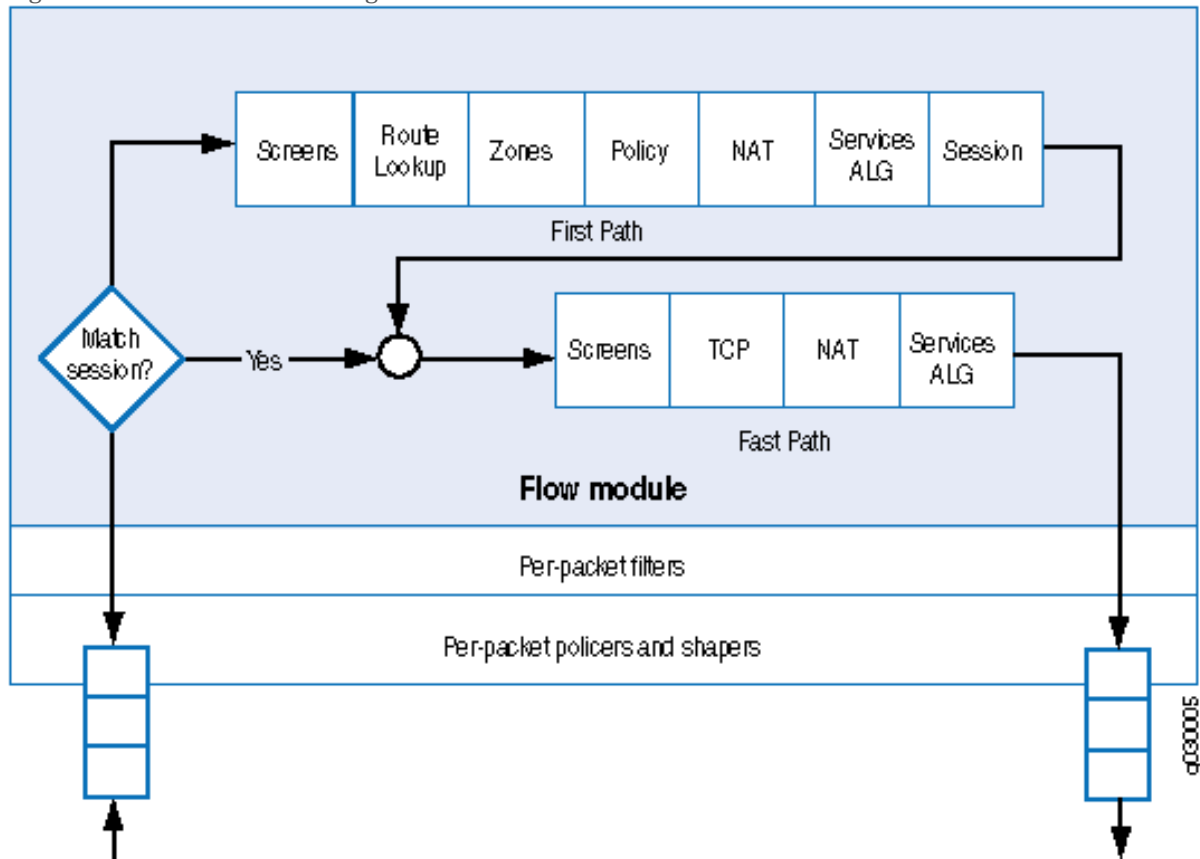 Screens
Route
Lookup
Zones
Policy
NAT
Services
ALG
Session
First Path
Match
session?
Yes
Screens
TCP
NAT
Services
ALG
Fast Path
Flow module
Per-packet filters
Per-packet policers and shapers
g030005